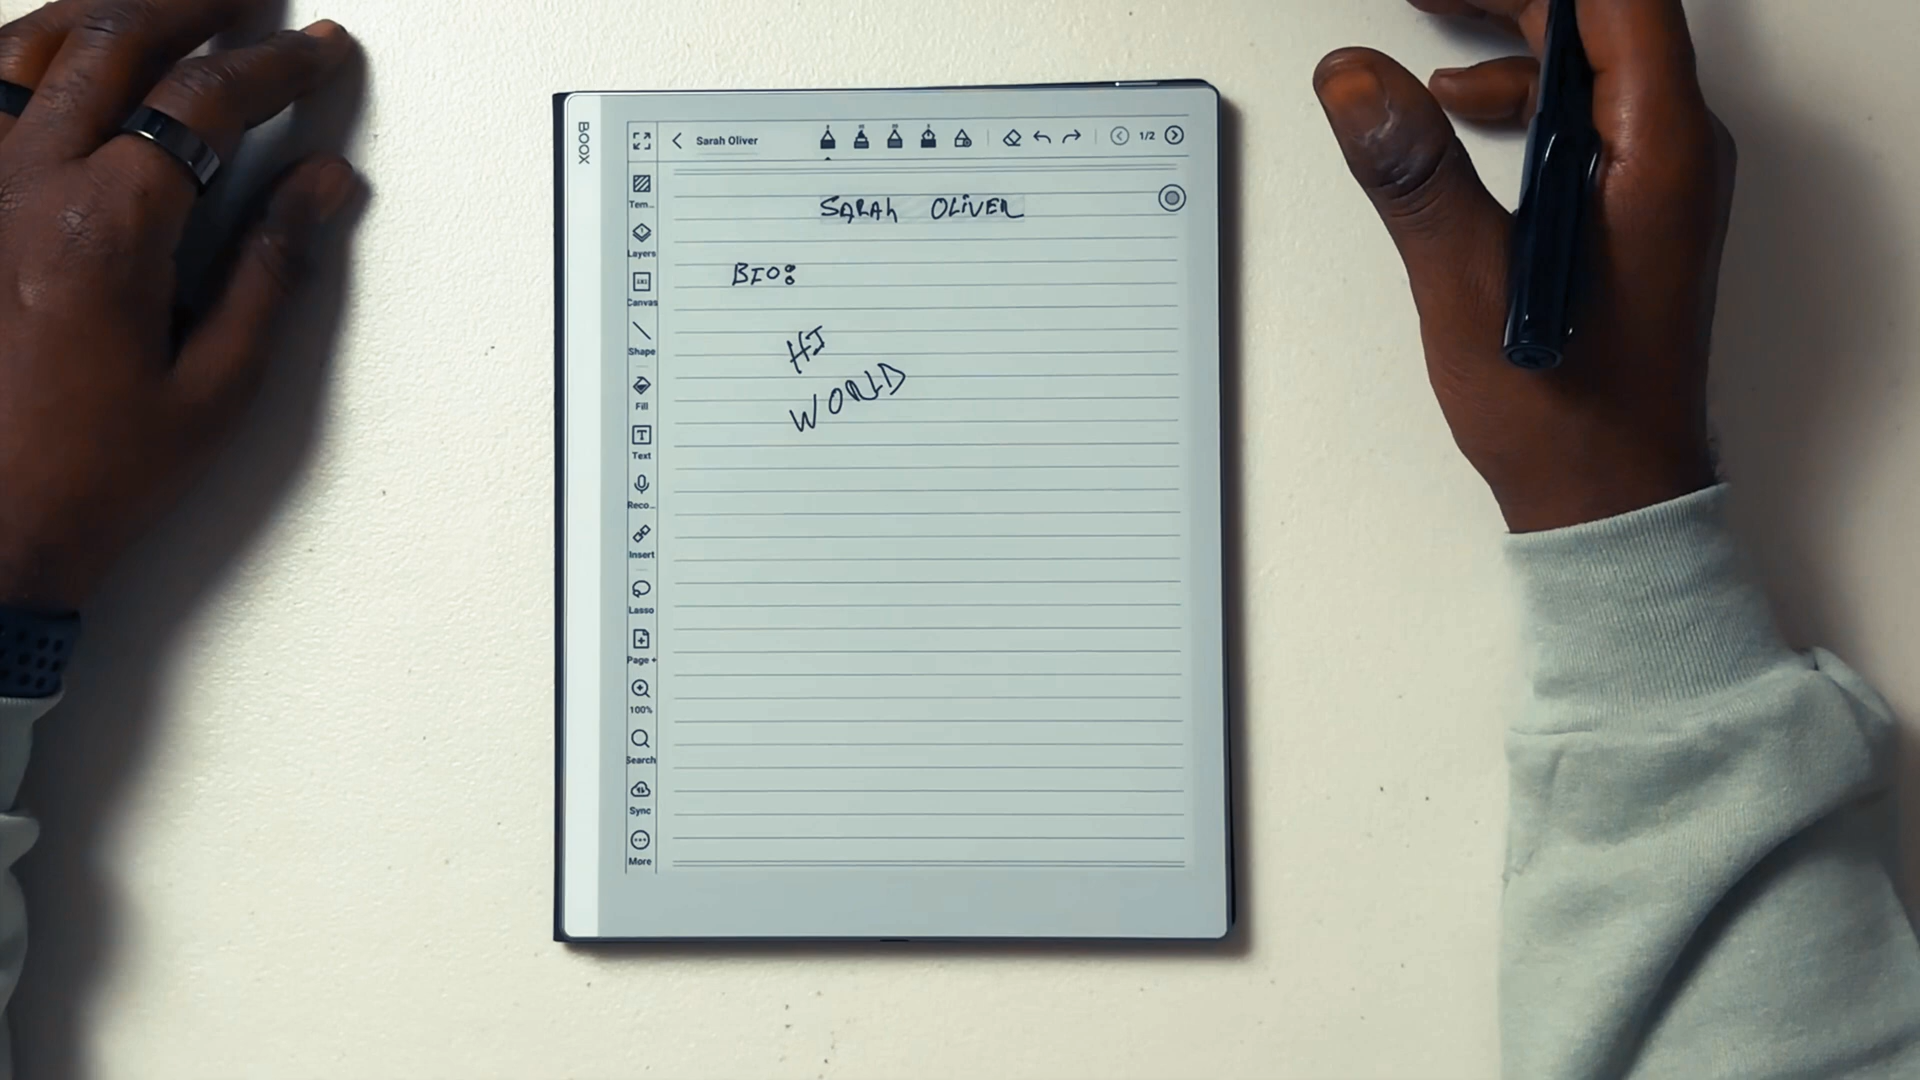 BOOX
Sarah Oliver
1/2
Tem...
Layers
Canvas
Shape
Fill
Text
Reco...
Insert
Lasso
Page +
100%
Search
Sync
More
SARAH OLIVER
BIO:
HI
WORLD